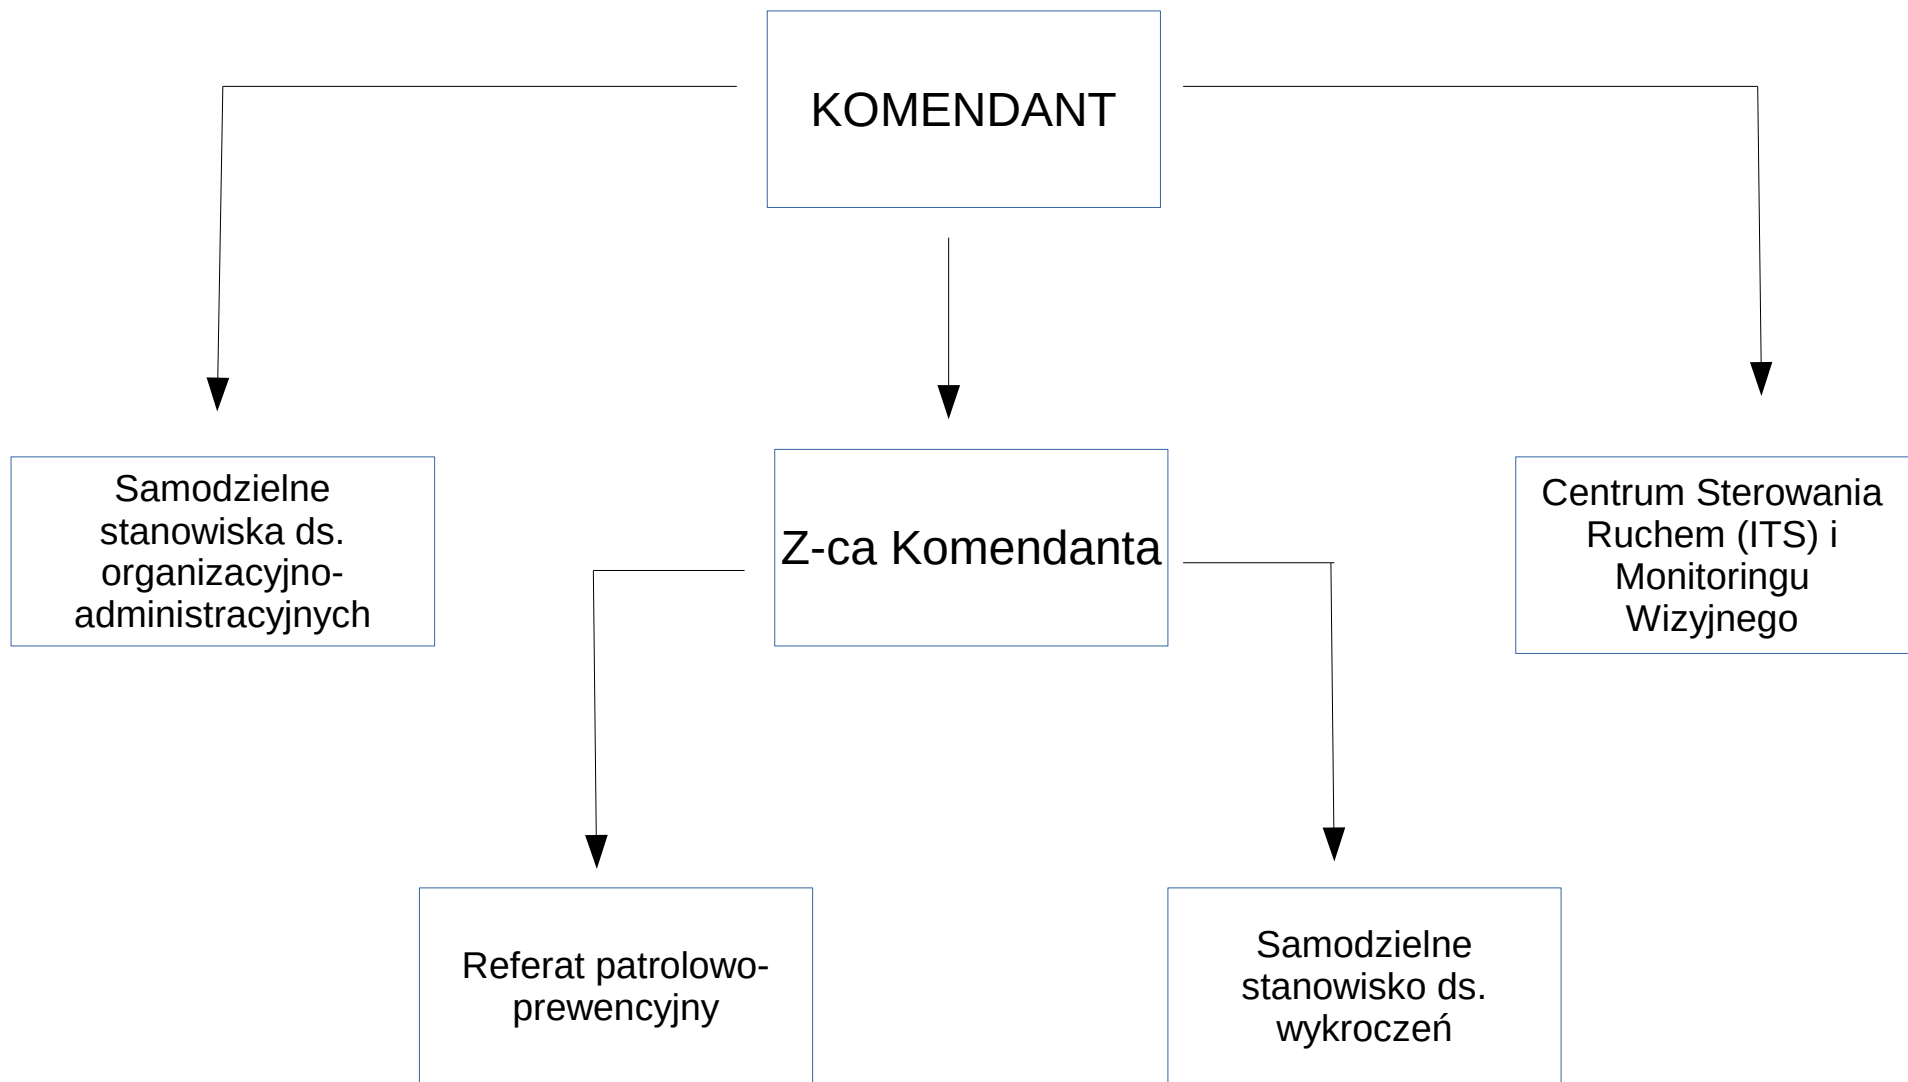 KOMENDANT
Samodzielne
stanowiska ds.
organizacyjno-
administracyjnych
Z-ca Komendanta
Centrum Sterowania
Ruchem (ITS) i
Monitoringu
Wizyjnego
Referat patrolowo-
prewencyjny
Samodzielne
stanowisko ds.
wykroczeń